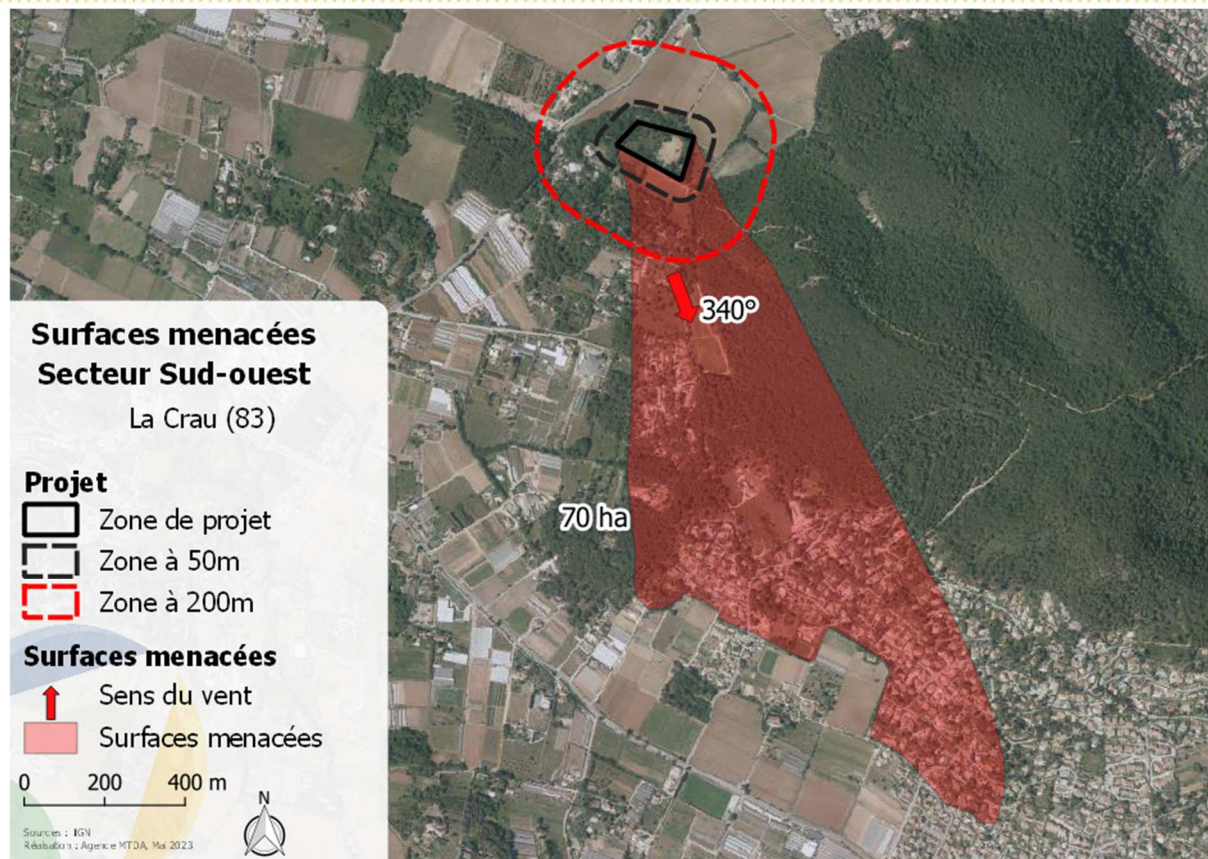 Surfaces menacées
Secteur Sud-ouest
La Crau (83)
Projet
Zone de projet
Zone à 50m
Zone à 200m
Surfaces menacées
Sens du vent
Surfaces menacées
0 200 400 m
N
Sources : IGN
Réalisation : Agence MTDA, Mai 2023
340°
70 ha